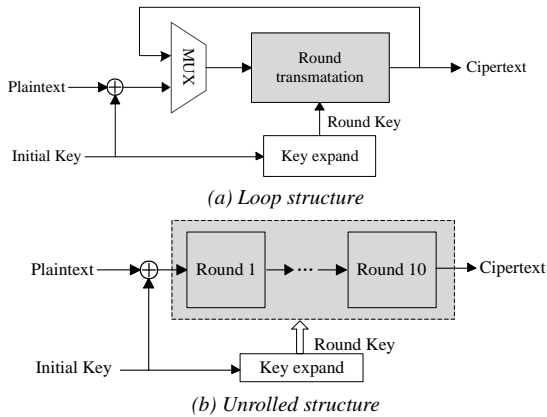 MUX
Round
transmatation
Plaintext
Cipertext
Round Key
Initial Key
Key expand
(a) Loop structure
Round 1
...
Round 10
Plaintext
Cipertext
Round Key
Initial Key
Key expand
(b) Unrolled structure